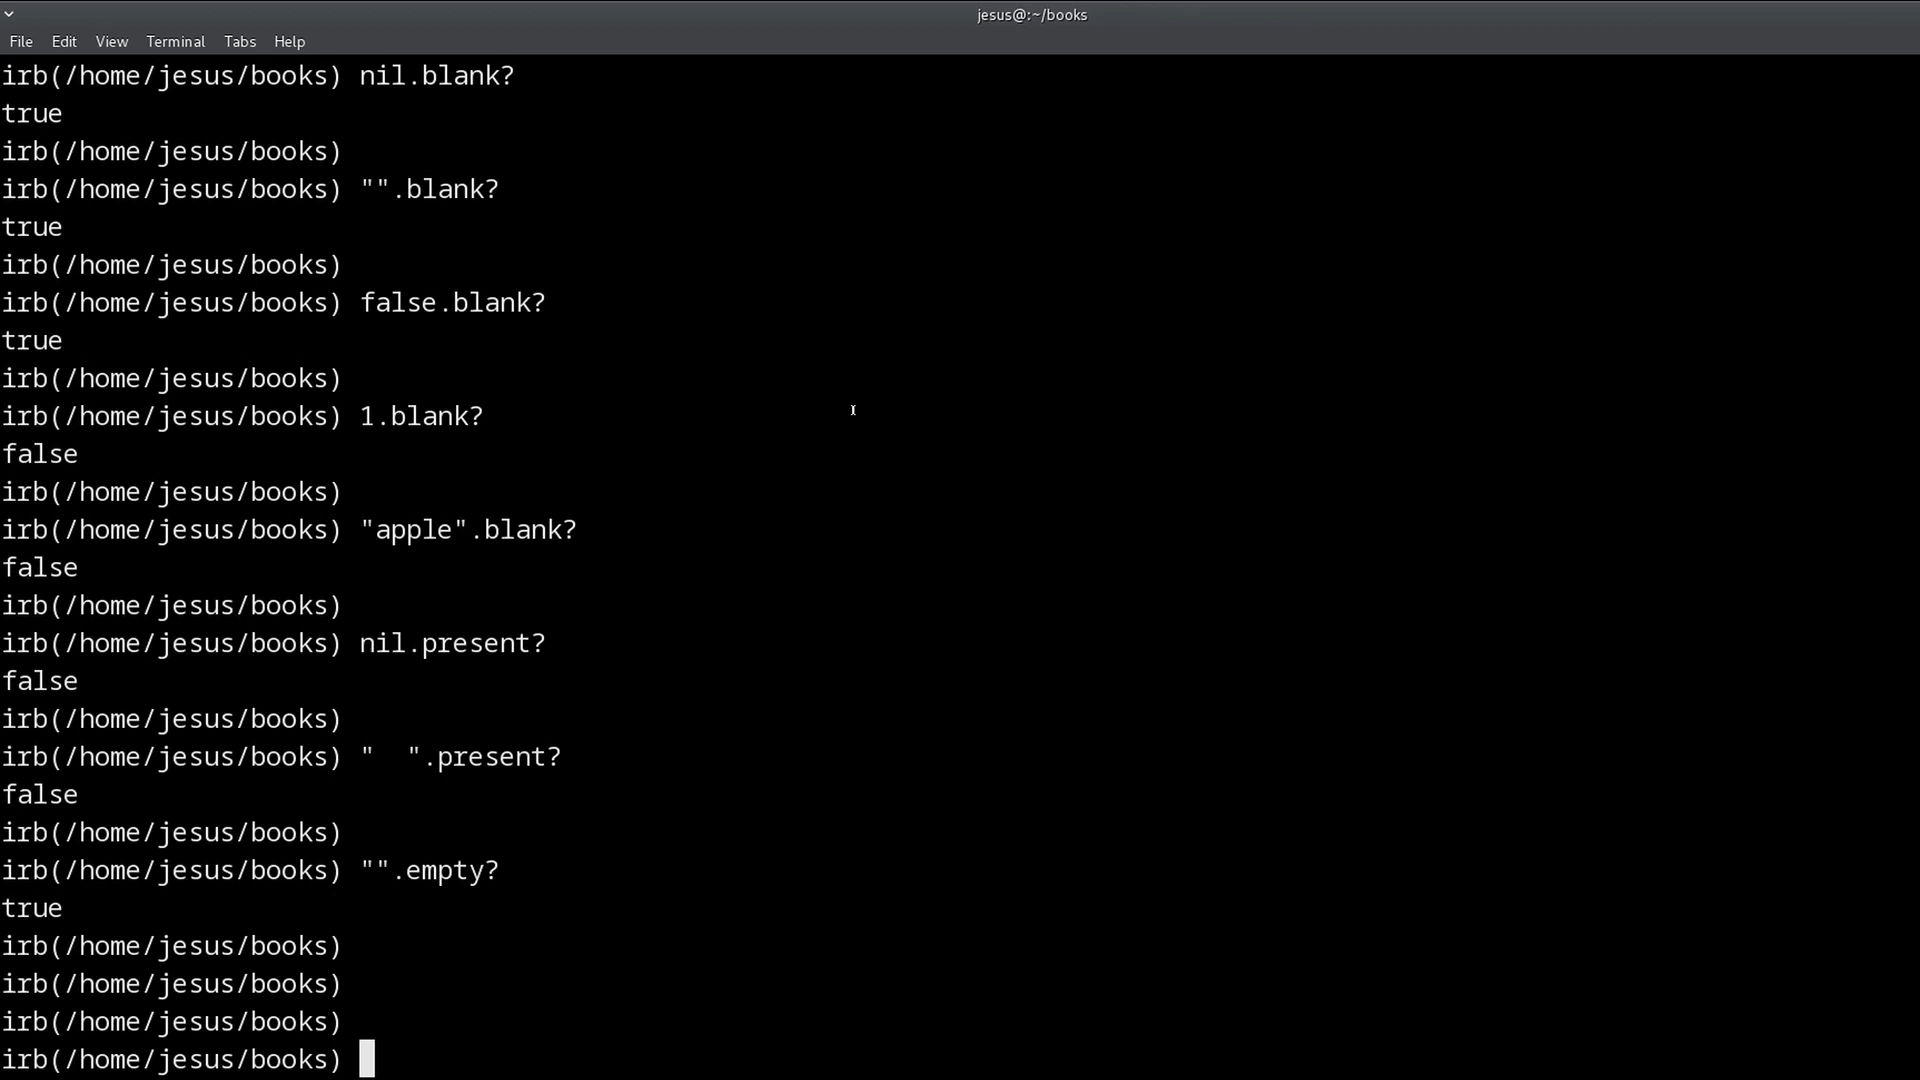 jesus@:~/books
File Edit View Terminal Tabs Help
irb(/home/jesus/books) nil.blank?
true
irb(/home/jesus/books)
irb(/home/jesus/books) "".blank?
true
irb(/home/jesus/books)
irb(/home/jesus/books) false.blank?
true
irb(/home/jesus/books)
irb(/home/jesus/books) 1.blank?
false
irb(/home/jesus/books)
irb(/home/jesus/books) "apple".blank?
false
irb(/home/jesus/books)
irb(/home/jesus/books) nil.present?
false
irb(/home/jesus/books)
irb(/home/jesus/books) "  ".present?
false
irb(/home/jesus/books)
irb(/home/jesus/books) "".empty?
true
irb(/home/jesus/books)
irb(/home/jesus/books)
irb(/home/jesus/books)
irb(/home/jesus/books)